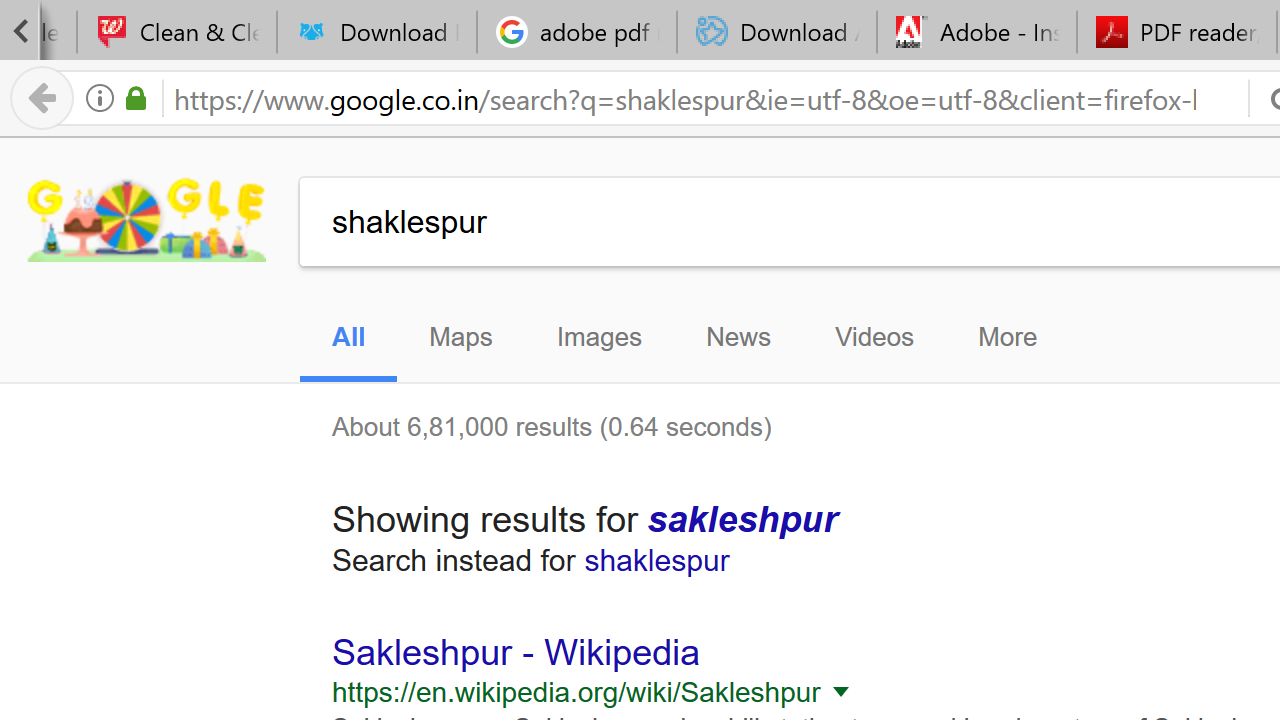 Clean & Cle
Download
adobe pdf
Download
Adobe - Ins
PDF reader,
https://www.google.co.in/search?q=shaklespur&ie=utf-8&oe=utf-8&client=firefox-b
GOOGLE
shaklespur
All Maps Images News Videos More
About 6,81,000 results (0.64 seconds)
Showing results for sakleshpur
Search instead for shaklespur
Sakleshpur - Wikipedia
https://en.wikipedia.org/wiki/Sakleshpur